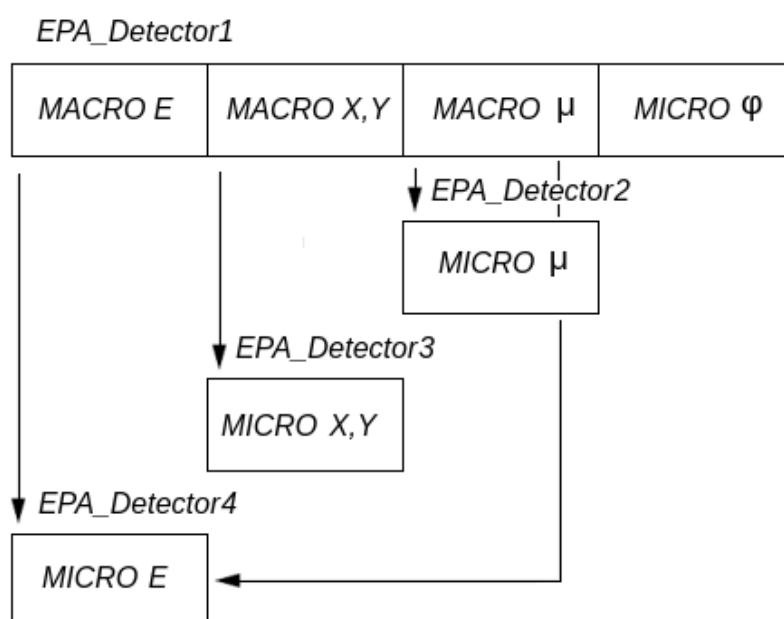 EPA_Detector1
MACRO E MACRO X,Y MACRO μ MICRO φ
EPA_Detector2
MICRO μ
EPA_Detector3
MICRO X,Y
EPA_Detector4
MICRO E